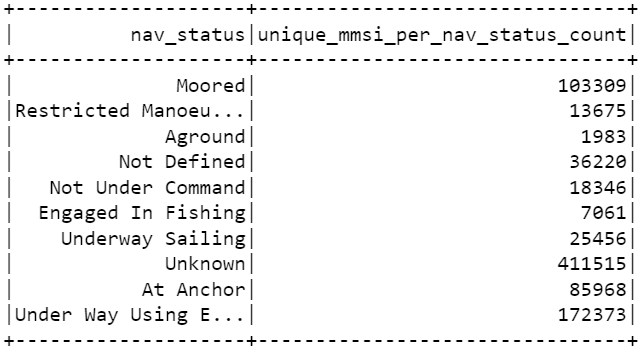 +--------------------+-------------------------------+
|          nav_status|unique_mmsi_per_nav_status_count|
+--------------------+-------------------------------+
|              Moored|                         103309|
|Restricted Manoeu...|                          13675|
|             Aground|                           1983|
|         Not Defined|                          36220|
|   Not Under Command|                          18346|
|  Engaged In Fishing|                           7061|
|    Underway Sailing|                          25456|
|             Unknown|                         411515|
|           At Anchor|                          85968|
|Under Way Using E...|                         172373|
+--------------------+-------------------------------+